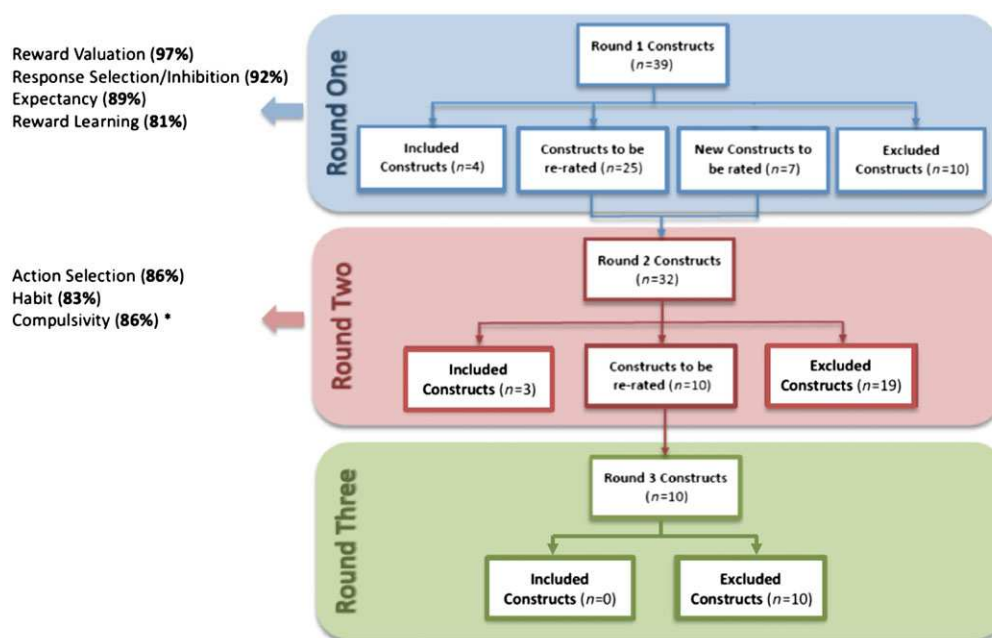 Reward Valuation (97%)
Response Selection/Inhibition (92%)
Expectancy (89%)
Reward Learning (81%)
Round One
Round 1 Constructs
(n=39)
Included
Constructs (n=4)
Constructs to be
re-rated (n=25)
New Constructs to
be rated (n=7)
Excluded
Constructs (n=10)
Action Selection (86%)
Habit (83%)
Compulsivity (86%) *
Round Two
Round 2 Constructs
(n=32)
Included
Constructs (n=3)
Constructs to be
re-rated (n=10)
Excluded
Constructs (n=19)
Round Three
Round 3 Constructs
(n=10)
Included
Constructs (n=0)
Excluded
Constructs (n=10)